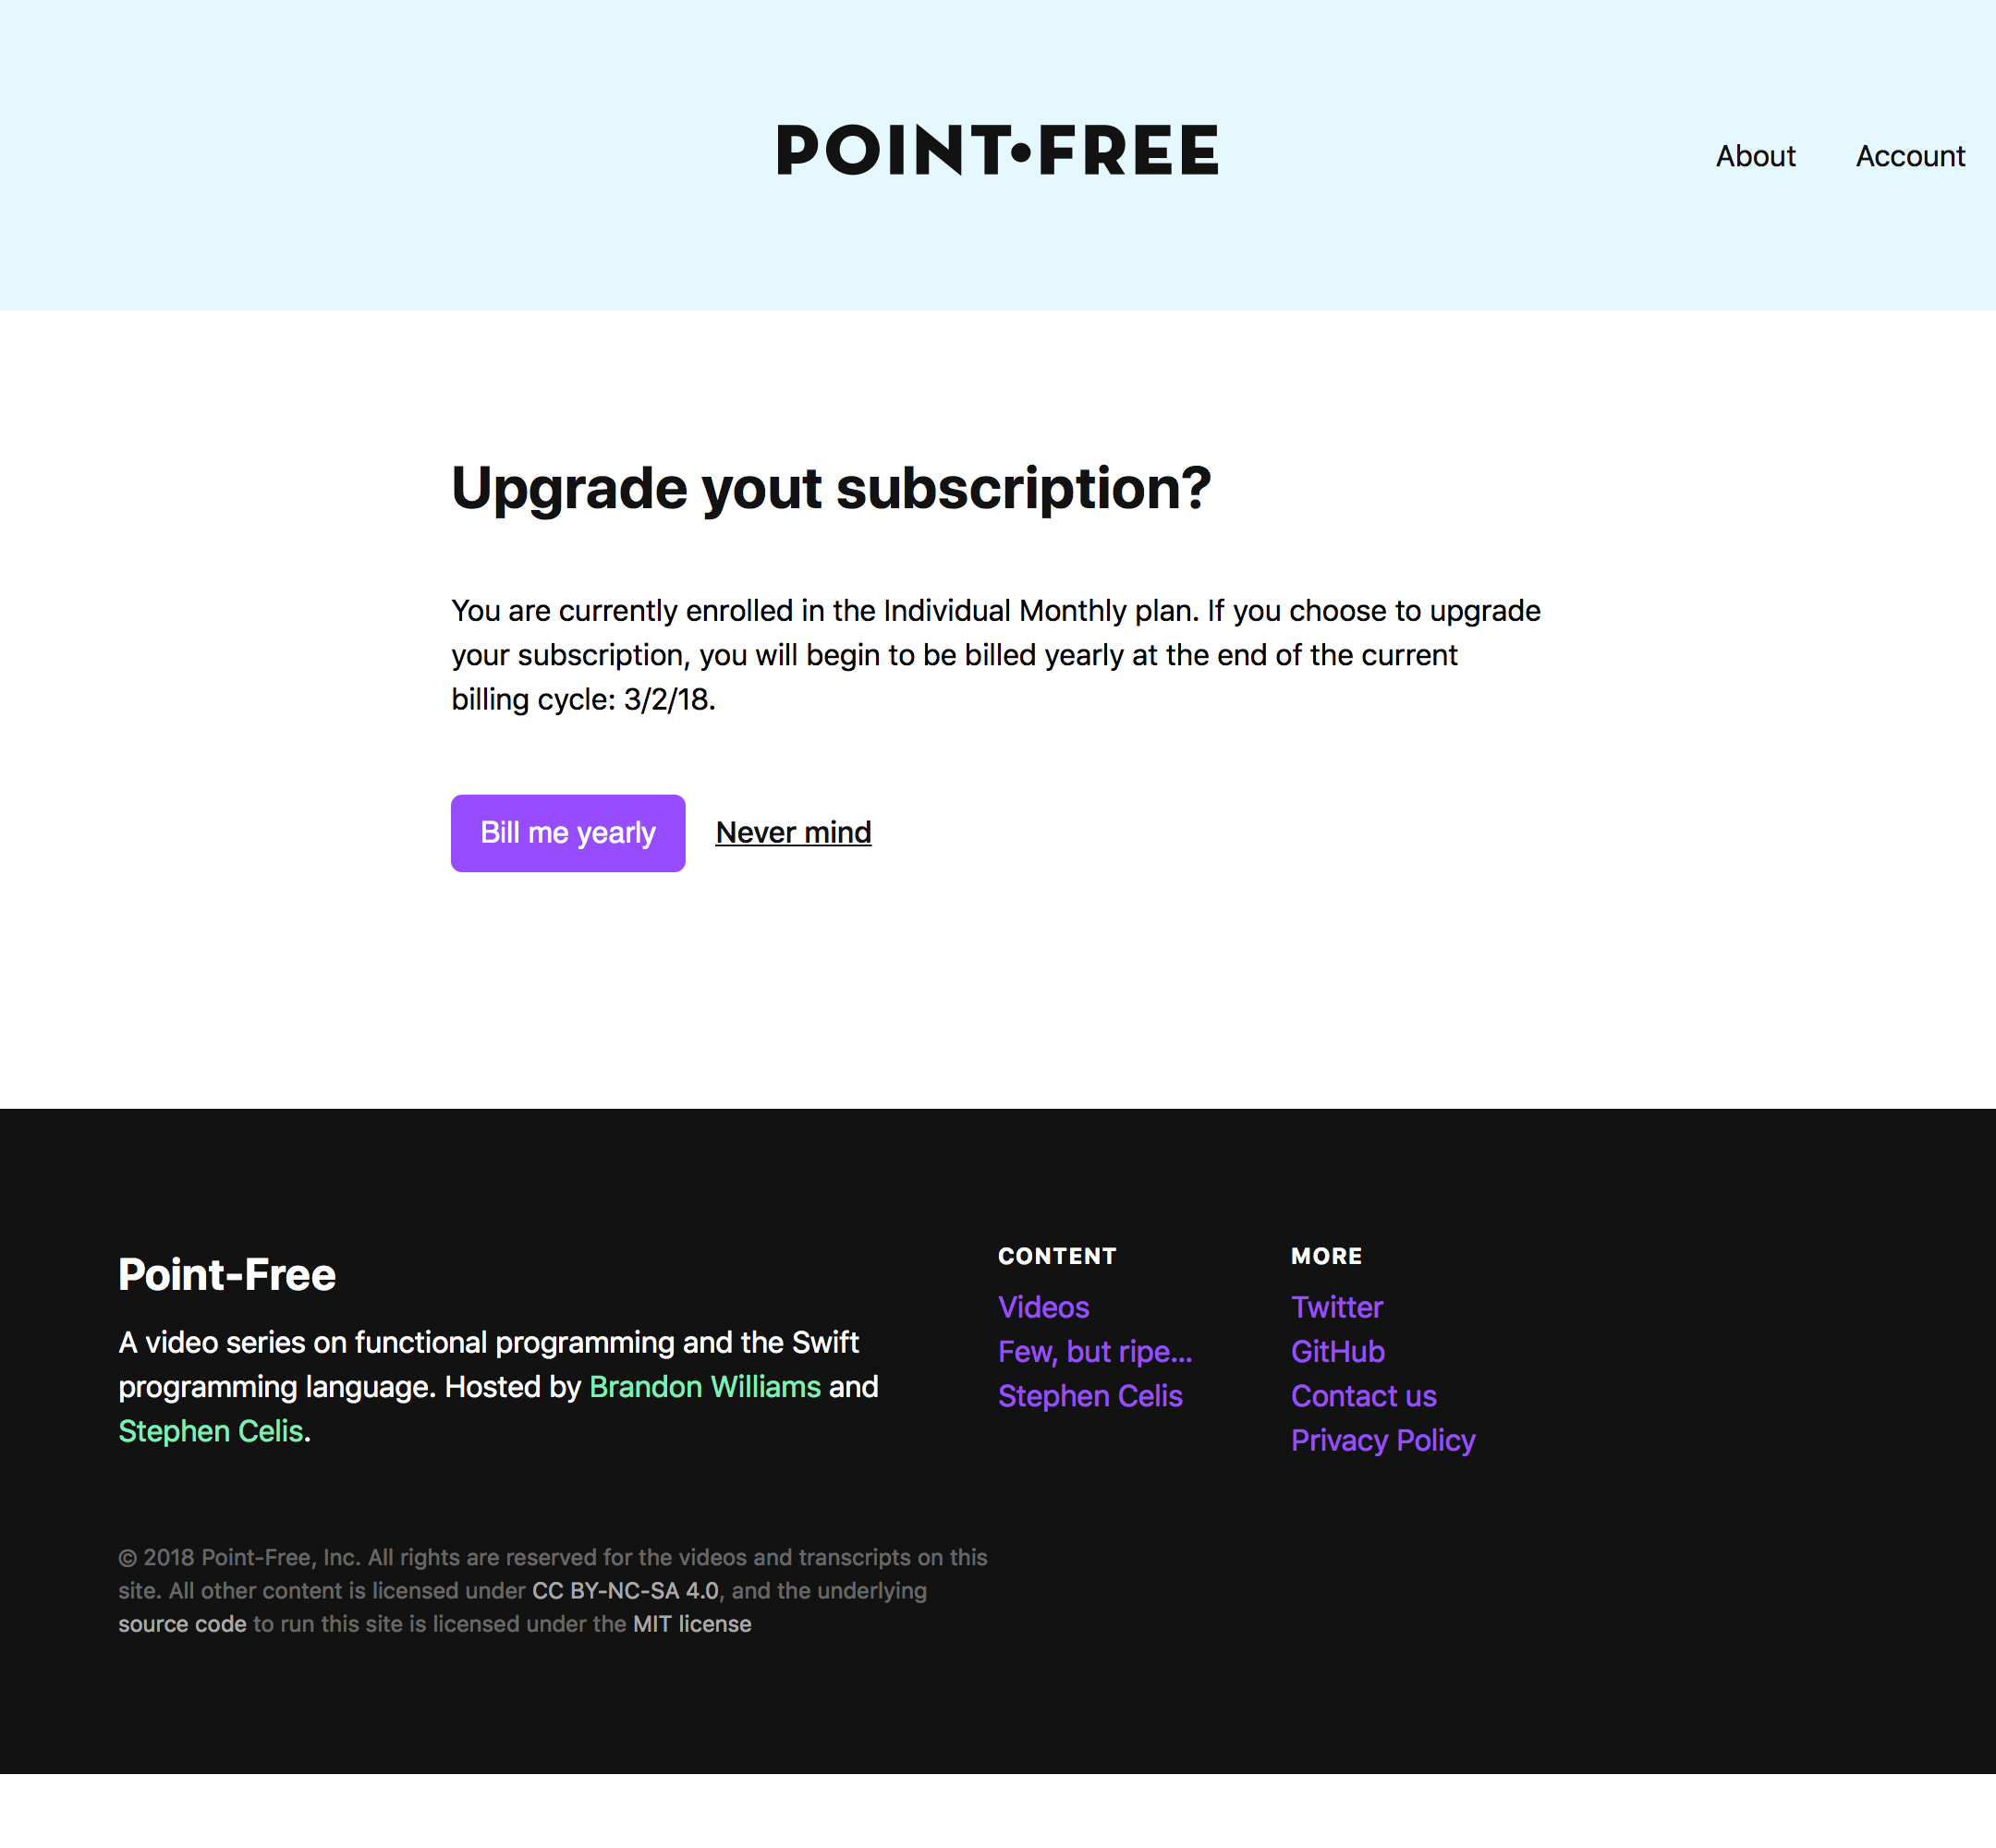 POINT•FREE
About Account
Upgrade yout subscription?
You are currently enrolled in the Individual Monthly plan. If you choose to upgrade
your subscription, you will begin to be billed yearly at the end of the current
billing cycle: 3/2/18.
Bill me yearly Never mind
Point-Free
A video series on functional programming and the Swift
programming language. Hosted by Brandon Williams and
Stephen Celis.
CONTENT
Videos
Few, but ripe...
Stephen Celis
MORE
Twitter
GitHub
Contact us
Privacy Policy
© 2018 Point-Free, Inc. All rights are reserved for the videos and transcripts on this
site. All other content is licensed under CC BY-NC-SA 4.0, and the underlying
source code to run this site is licensed under the MIT license